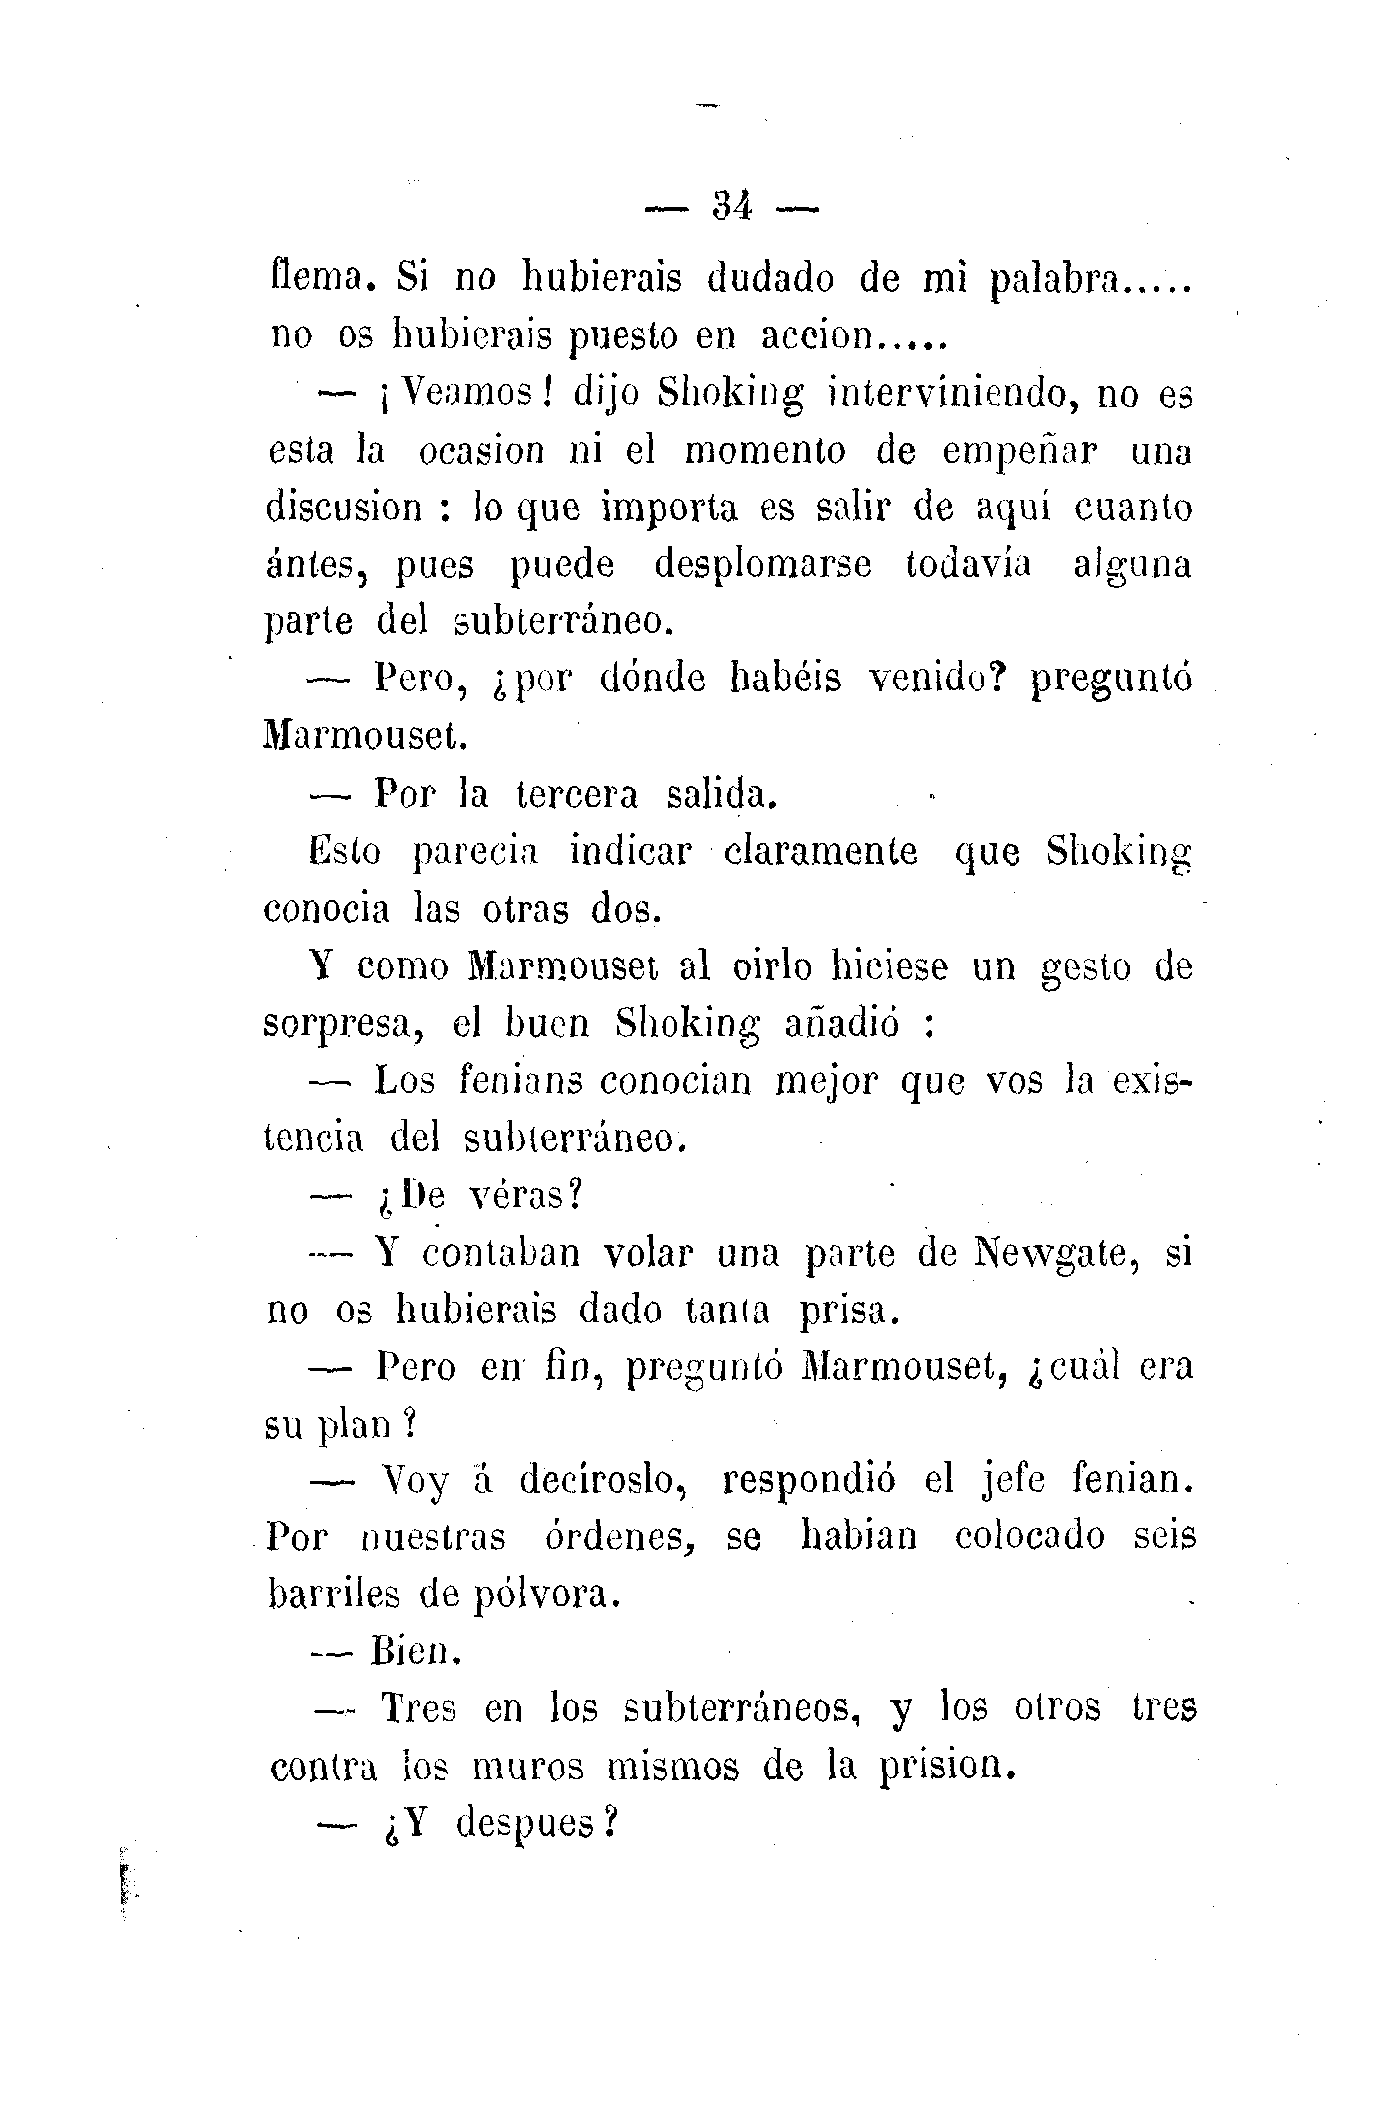 — 34 —
flema. Si no hubierais dudado de mi palabra.....
no os hubierais puesto en accion.....
— ¡Veamos! dijo Shoking interviniendo, no es
esta la ocasion ni el momento de empeñar una
discusion : lo que importa es salir de aquí cuanto
ántes, pues puede desplomarse todavía alguna
parte del subterráneo.
— Pero, ¿por dónde habéis venido? preguntó
Marmouset.
— Por la tercera salida.
Esto parecia indicar claramente que Shoking
conocia las otras dos.
Y como Marmouset al oirlo hiciese un gesto de
sorpresa, el buen Shoking añadió :
— Los fenians conocian mejor que vos la exis-
tencia del subterráneo.
— ¿De véras?
— Y contaban volar una parte de Newgate, si
no os hubierais dado tanta prisa.
— Pero en fin, preguntó Marmouset, ¿cuál era
su plan ?
— Voy á decíroslo, respondió el jefe fenian.
Por nuestras órdenes, se habian colocado seis
barriles de pólvora.
— Bien.
— Tres en los subterráneos, y los otros tres
contra los muros mismos de la prision.
— ¿Y despues?